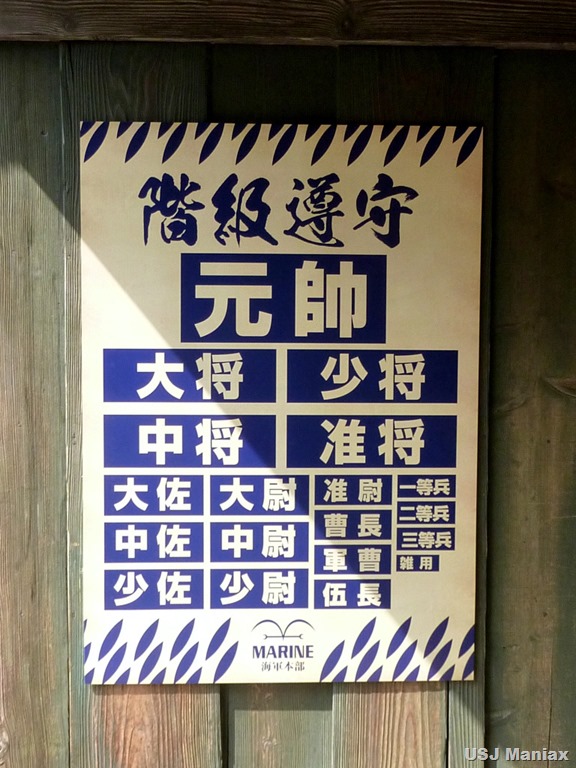 階級遵守
元帥
大将
少将
中将
准将
大佐
中佐
少佐
大尉
中尉
少尉
准尉
曹長
軍曹
伍長
一等兵
二等兵
三等兵
雑用
MARINE
海軍本部
USJ Maniax